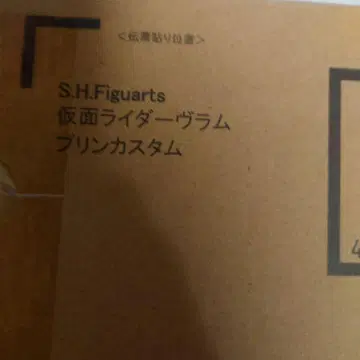 <伝票貼り位置>
S.H.Figuarts
仮面ライダーヴラム
プリンカスタム
4